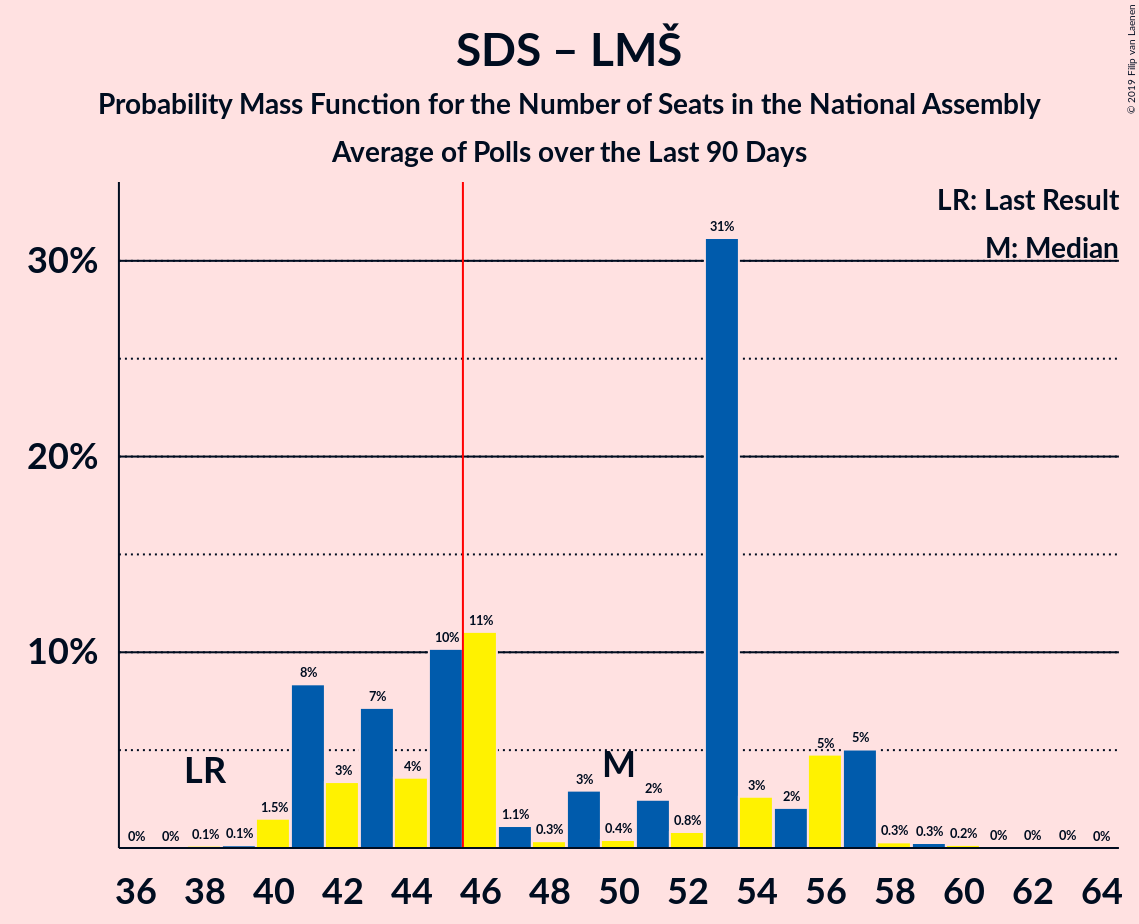 SDS – LMŠ
Probability Mass Function for the Number of Seats in the National Assembly
Average of Polls over the Last 90 Days
© 2019 Filip van Laenen
LR: Last Result
M: Median
30%
20%
10%
0% 0% 0.1% 0.1% 1.5% 8% 3% 7% 4% 10% 11% 1.1% 0.3% 3% 0.4% 2% 0.8% 31% 3% 2% 5% 5% 0.3% 0.3% 0.2% 0% 0% 0% 0%
LR M
36 38 40 42 44 46 48 50 52 54 56 58 60 62 64